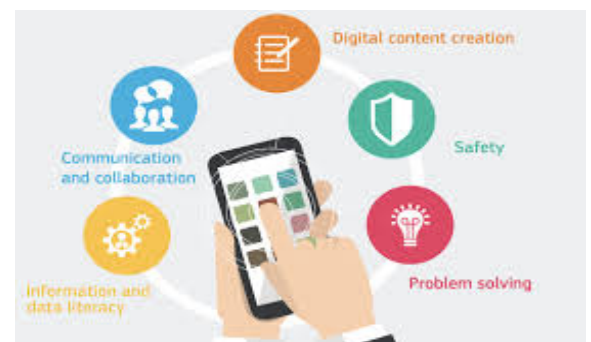 Digital content creation
Communication
and collaboration
Safety
Information and
data literacy
Problem solving